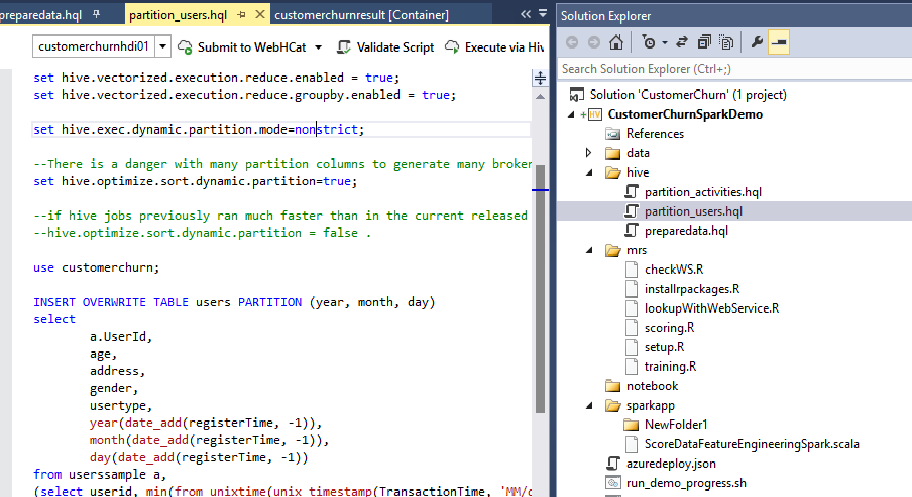 preparedata.hql
partition_users.hql
customerchurnresult [Container]
customerchurnhdi01
Submit to WebHCat
Validate Script
Execute via
set hive.vectorized.execution.reduce.enabled = true;
set hive.vectorized.execution.reduce.groupby.enabled = true;
set hive.exec.dynamic.partition.mode=nonstrict;
--There is a danger with many partition columns to generate many broken
set hive.optimize.sort.dynamic.partition=true;
--if hive jobs previously ran much faster than in the current released
--hive.optimize.sort.dynamic.partition = false .
use customerchurn;
INSERT OVERWRITE TABLE users PARTITION (year, month, day)
select
a.UserId,
age,
address,
gender,
usertype,
year(date_add(registerTime, -1)),
month(date_add(registerTime, -1)),
day(date_add(registerTime, -1))
from userssample a,
(select userid, min(from_unixtime(unix_timestamp(TransactionTime, 'MM/
Solution Explorer
Search Solution Explorer (Ctrl+;)
Solution 'CustomerChurn' (1 project)
HV CustomerChurnSparkDemo
References
data
hive
partition_activities.hql
partition_users.hql
preparedata.hql
mrs
checkWS.R
installrpackages.R
lookupWithWebService.R
scoring.R
setup.R
training.R
notebook
sparkapp
NewFolder1
ScoreDataFeatureEngineeringSpark.scala
azuredeploy.json
run_demo_progress.sh